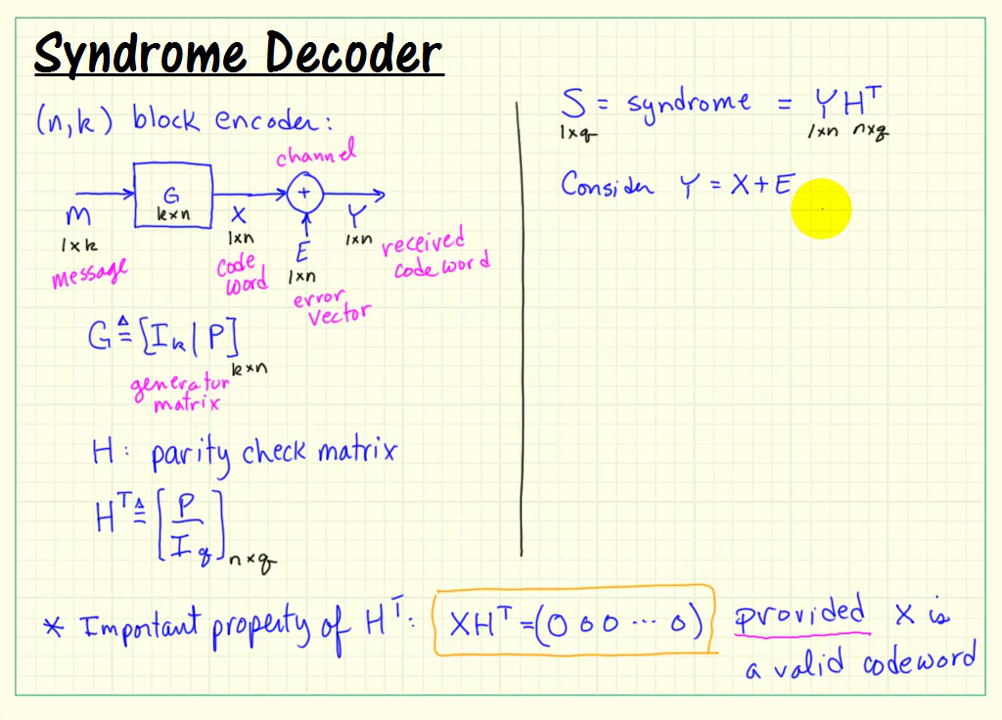 Syndrome Decoder
(n,k) block encoder:
channel
G
k×n
+
M
1×k
message
X
1×n
code
word
E
1×n
error
vector
Y
1×n
received
code word
G ≜ [I_k | P] k×n
generator
matrix
H: parity check matrix
H^T ≜ [P / I_q] n×q
S = syndrome = Y H^T
1×q 1×n n×q
Consider Y = X + E
* Important property of H^T: XH^T = (0 0 0 ... 0) provided X is
a valid codeword